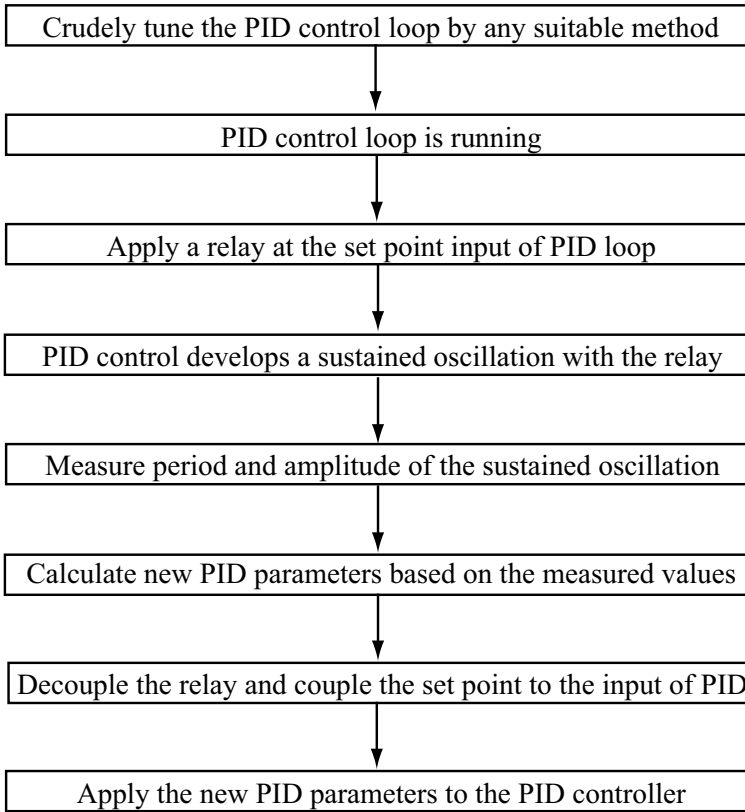 Crudely tune the PID control loop by any suitable method
PID control loop is running
Apply a relay at the set point input of PID loop
PID control develops a sustained oscillation with the relay
Measure period and amplitude of the sustained oscillation
Calculate new PID parameters based on the measured values
Decouple the relay and couple the set point to the input of PID
Apply the new PID parameters to the PID controller